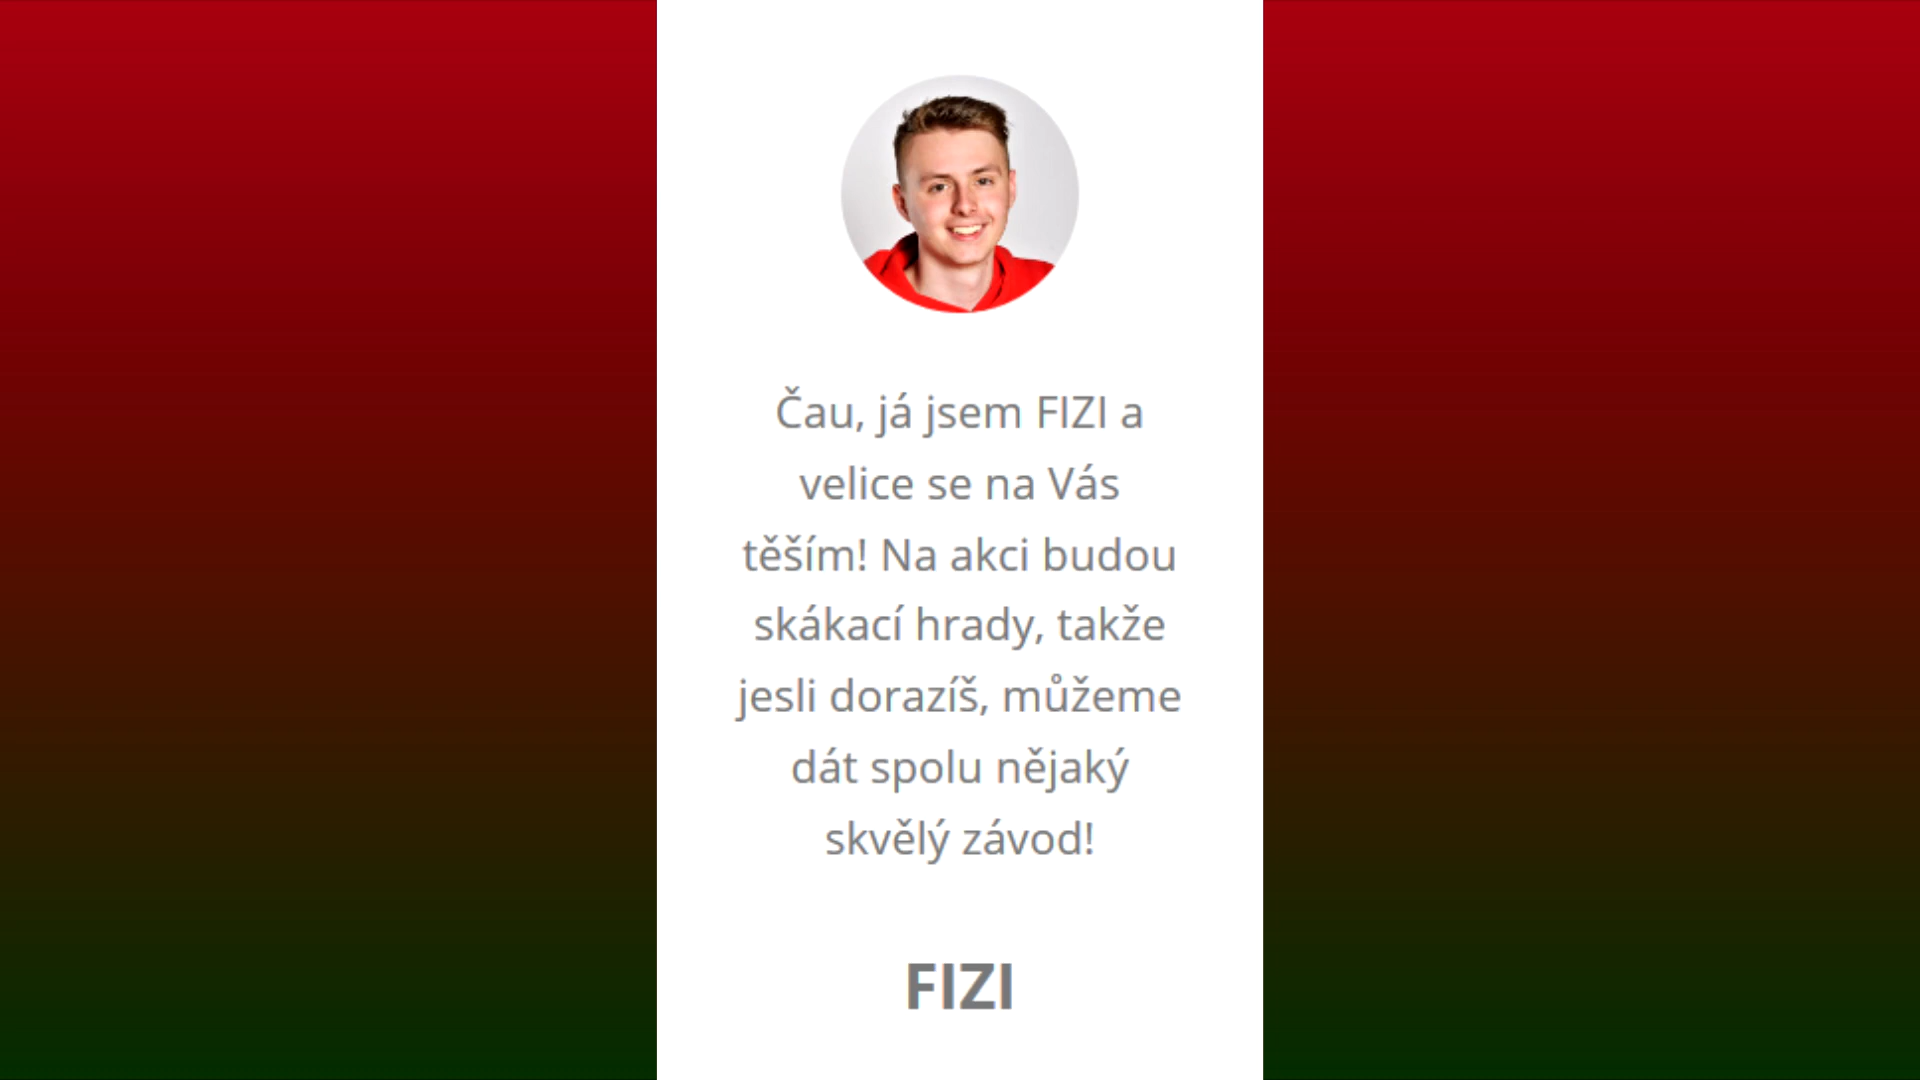 Čau, já jsem FIZI a
velice se na Vás
těším! Na akci budou
skákací hrady, takže
jesli dorazíš, můžeme
dát spolu nějaký
skvělý závod!
FIZI